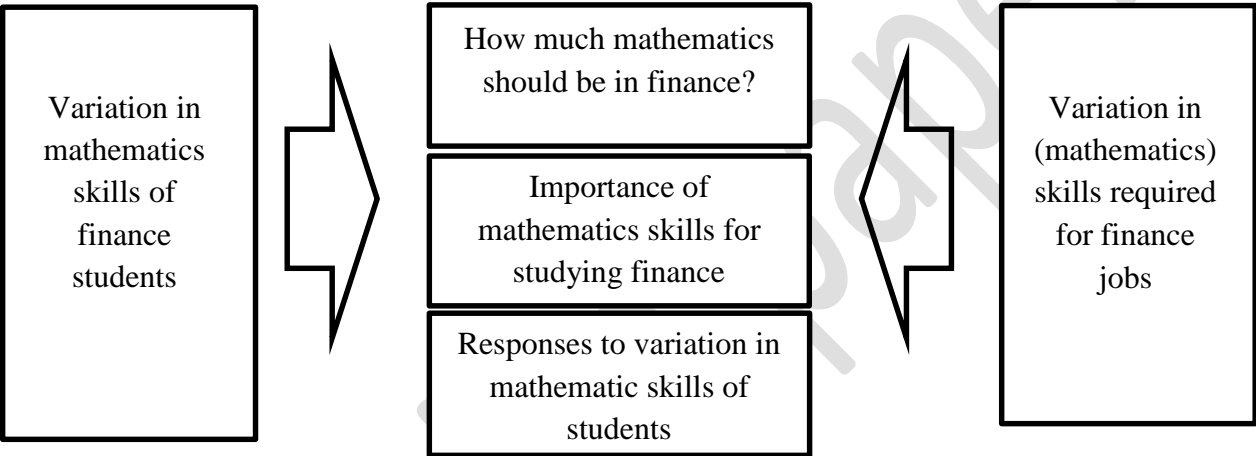 Variation in
mathematics
skills of
finance
students
How much mathematics
should be in finance?
Importance of
mathematics skills for
studying finance
Responses to variation in
mathematic skills of
students
Variation in
(mathematics)
skills required
for finance
jobs